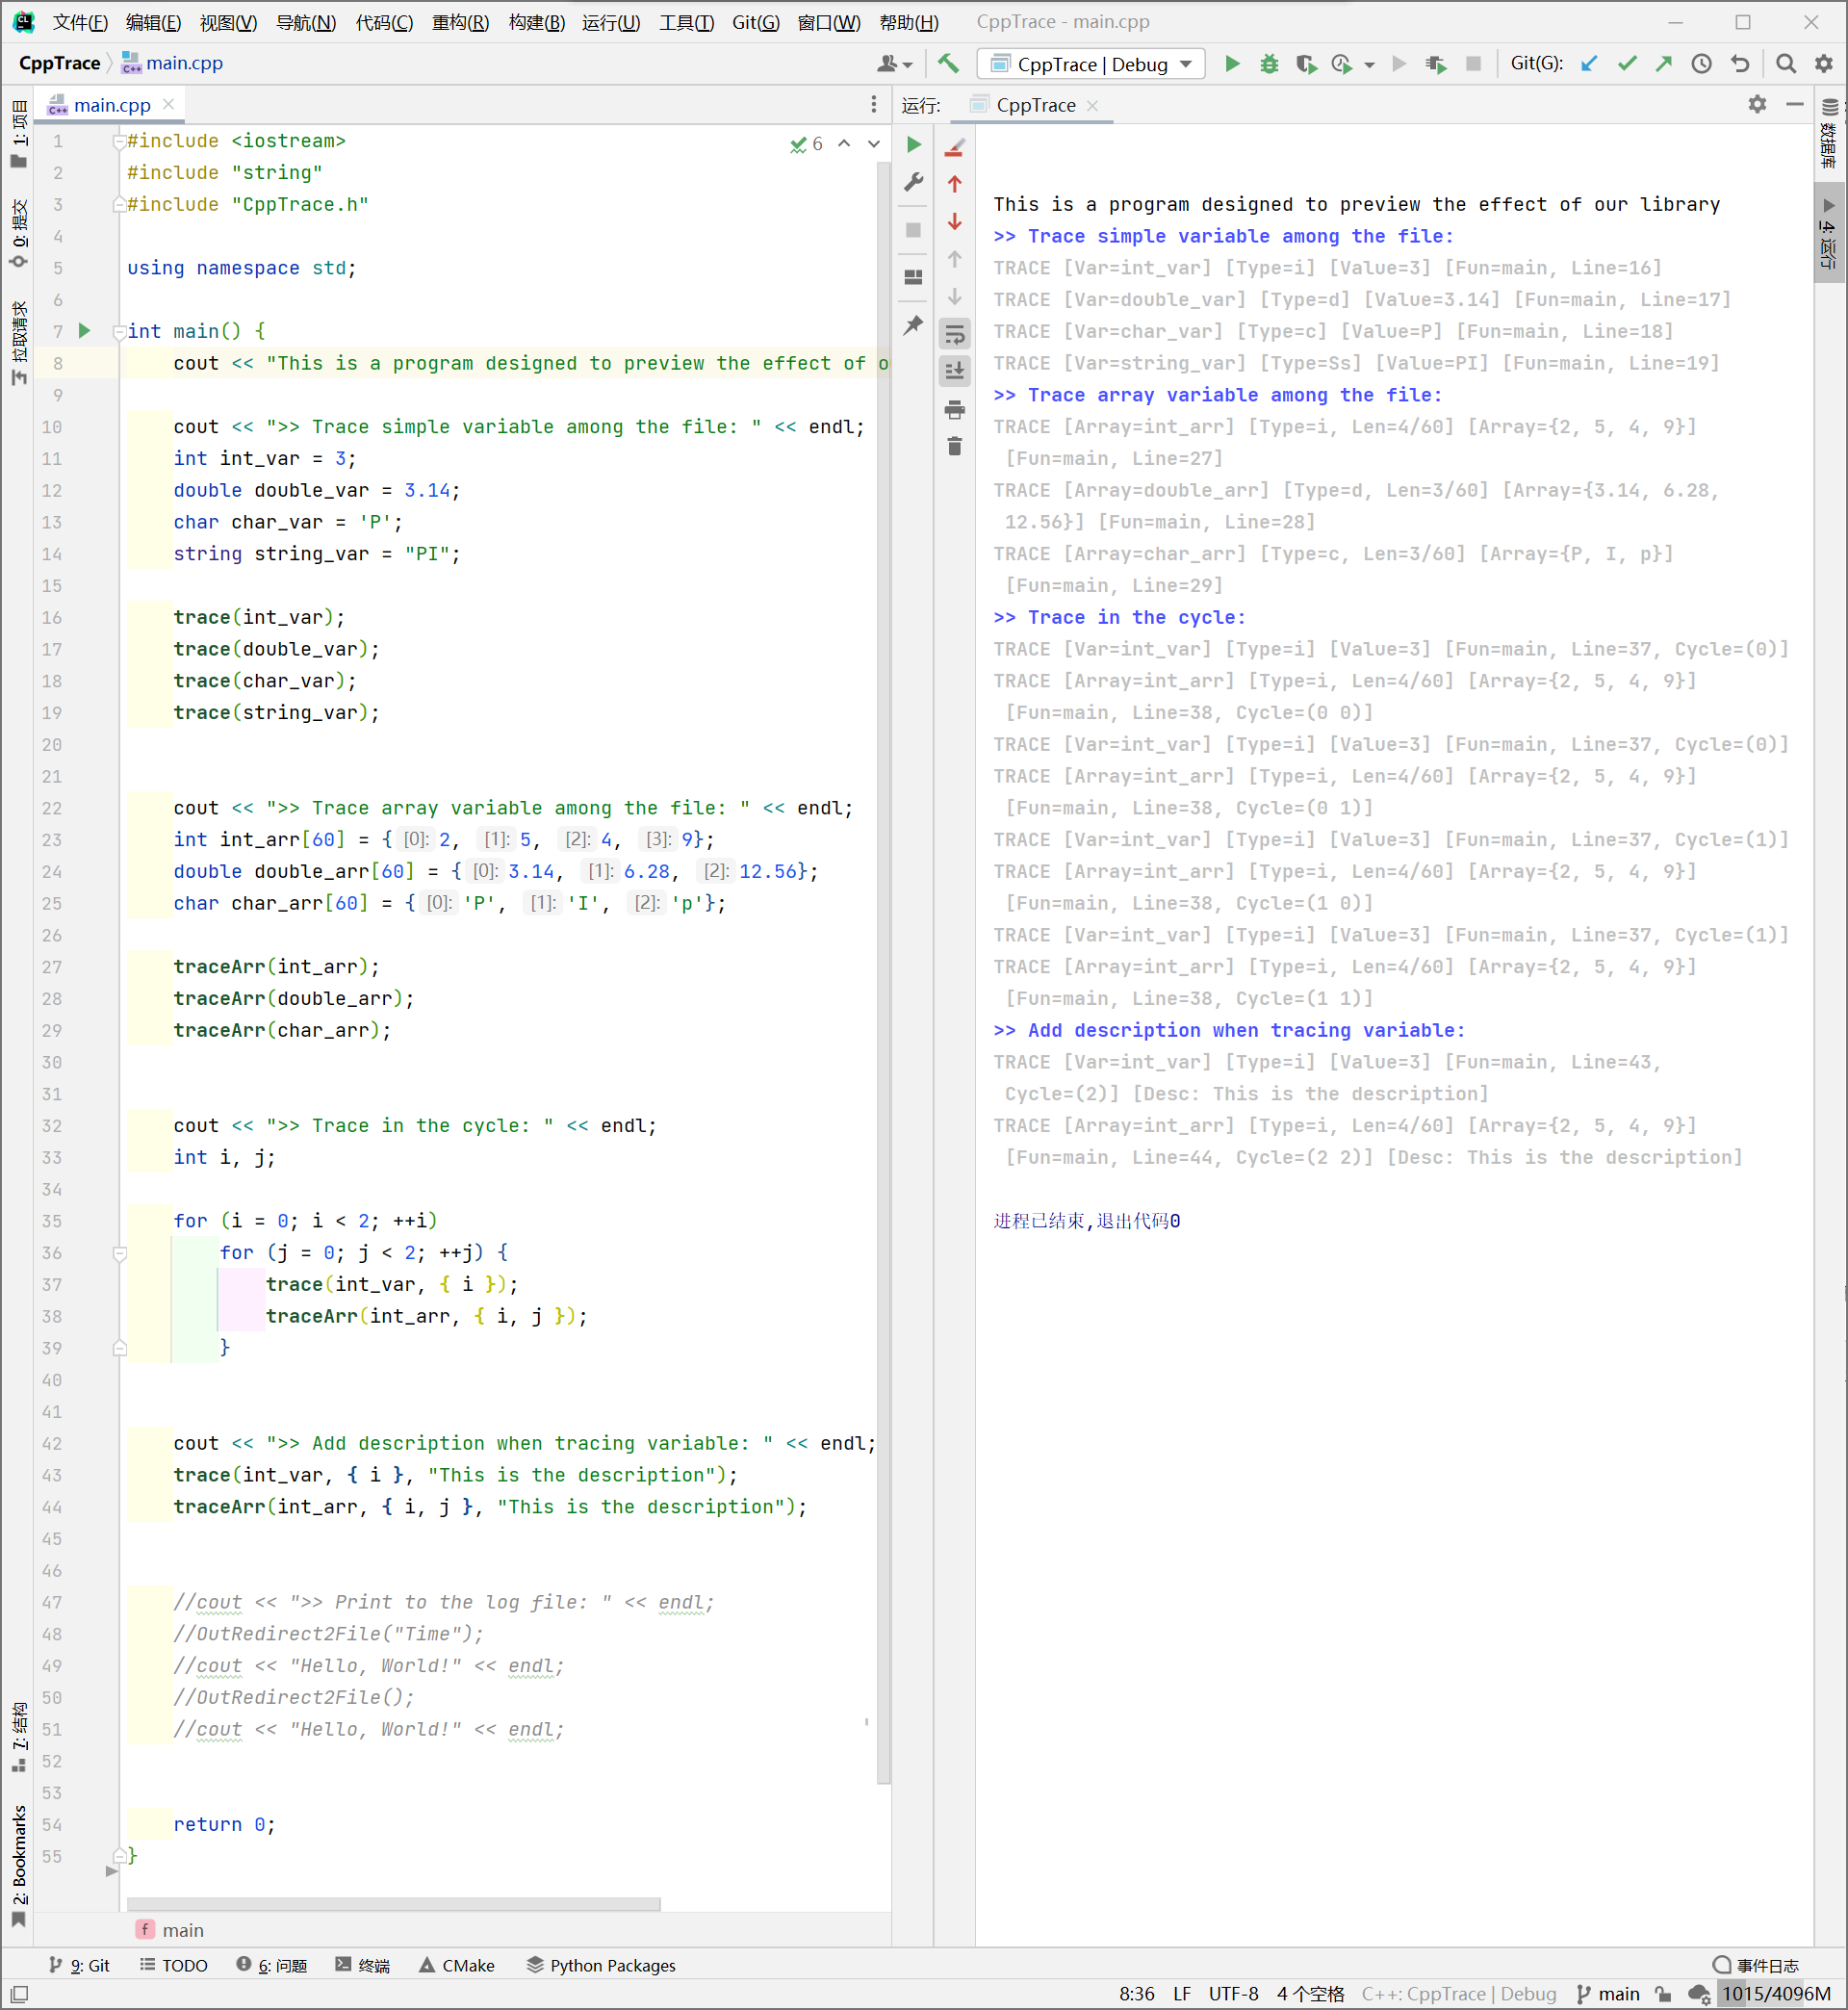 文件(F) 编辑(E) 视图(V) 导航(N) 代码(C) 重构(R) 构建(B) 运行(U) 工具(T) Git(G) 窗口(W) 帮助(H) CppTrace - main.cpp
CppTrace main.cpp CppTrace | Debug Git(G):
main.cpp
1: 项目
0: 提交
拉取请求
7: 结构
2: Bookmarks
6
1 #include <iostream>
2 #include "string"
3 #include "CppTrace.h"
4
5 using namespace std;
6
7 int main() {
8 cout << "This is a program designed to preview the effect of o
9
10 cout << ">> Trace simple variable among the file: " << endl;
11 int int_var = 3;
12 double double_var = 3.14;
13 char char_var = 'P';
14 string string_var = "PI";
15
16 trace(int_var);
17 trace(double_var);
18 trace(char_var);
19 trace(string_var);
20
21
22 cout << ">> Trace array variable among the file: " << endl;
23 int int_arr[60] = { [0]: 2, [1]: 5, [2]: 4, [3]: 9};
24 double double_arr[60] = { [0]: 3.14, [1]: 6.28, [2]: 12.56};
25 char char_arr[60] = { [0]: 'P', [1]: 'I', [2]: 'p'};
26
27 traceArr(int_arr);
28 traceArr(double_arr);
29 traceArr(char_arr);
30
31
32 cout << ">> Trace in the cycle: " << endl;
33 int i, j;
34
35 for (i = 0; i < 2; ++i)
36 for (j = 0; j < 2; ++j) {
37 trace(int_var, { i });
38 traceArr(int_arr, { i, j });
39 }
40
41
42 cout << ">> Add description when tracing variable: " << endl;
43 trace(int_var, { i }, "This is the description");
44 traceArr(int_arr, { i, j }, "This is the description");
45
46
47 //cout << ">> Print to the log file: " << endl;
48 //OutRedirect2File("Time");
49 //cout << "Hello, World!" << endl;
50 //OutRedirect2File();
51 //cout << "Hello, World!" << endl;
52
53
54 return 0;
55 }
f main
运行: CppTrace
This is a program designed to preview the effect of our library
>> Trace simple variable among the file:
TRACE [Var=int_var] [Type=i] [Value=3] [Fun=main, Line=16]
TRACE [Var=double_var] [Type=d] [Value=3.14] [Fun=main, Line=17]
TRACE [Var=char_var] [Type=c] [Value=P] [Fun=main, Line=18]
TRACE [Var=string_var] [Type=Ss] [Value=PI] [Fun=main, Line=19]
>> Trace array variable among the file:
TRACE [Array=int_arr] [Type=i, Len=4/60] [Array={2, 5, 4, 9}]
[Fun=main, Line=27]
TRACE [Array=double_arr] [Type=d, Len=3/60] [Array={3.14, 6.28,
12.56}] [Fun=main, Line=28]
TRACE [Array=char_arr] [Type=c, Len=3/60] [Array={P, I, p}]
[Fun=main, Line=29]
>> Trace in the cycle:
TRACE [Var=int_var] [Type=i] [Value=3] [Fun=main, Line=37, Cycle=(0)]
TRACE [Array=int_arr] [Type=i, Len=4/60] [Array={2, 5, 4, 9}]
[Fun=main, Line=38, Cycle=(0 0)]
TRACE [Var=int_var] [Type=i] [Value=3] [Fun=main, Line=37, Cycle=(0)]
TRACE [Array=int_arr] [Type=i, Len=4/60] [Array={2, 5, 4, 9}]
[Fun=main, Line=38, Cycle=(0 1)]
TRACE [Var=int_var] [Type=i] [Value=3] [Fun=main, Line=37, Cycle=(1)]
TRACE [Array=int_arr] [Type=i, Len=4/60] [Array={2, 5, 4, 9}]
[Fun=main, Line=38, Cycle=(1 0)]
TRACE [Var=int_var] [Type=i] [Value=3] [Fun=main, Line=37, Cycle=(1)]
TRACE [Array=int_arr] [Type=i, Len=4/60] [Array={2, 5, 4, 9}]
[Fun=main, Line=38, Cycle=(1 1)]
>> Add description when tracing variable:
TRACE [Var=int_var] [Type=i] [Value=3] [Fun=main, Line=43,
Cycle=(2)] [Desc: This is the description]
TRACE [Array=int_arr] [Type=i, Len=4/60] [Array={2, 5, 4, 9}]
[Fun=main, Line=44, Cycle=(2 2)] [Desc: This is the description]
进程已结束,退出代码0
数据库
4: 运行
9: Git TODO 6: 问题 终端 CMake Python Packages 事件日志
8:36 LF UTF-8 4 个空格 C++: CppTrace | Debug main 1015/4096M